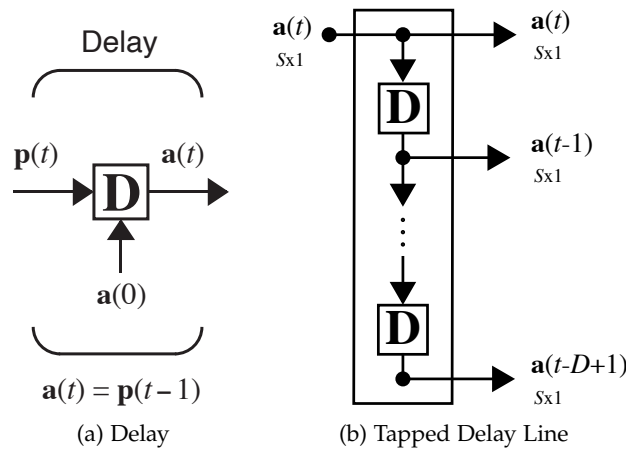 Delay
p(t)
a(t)
D
a(0)
a(t) = p(t – 1)
(a) Delay
a(t)
Sx1
a(t)
Sx1
D
a(t-1)
Sx1
D
a(t-D+1)
Sx1
(b) Tapped Delay Line